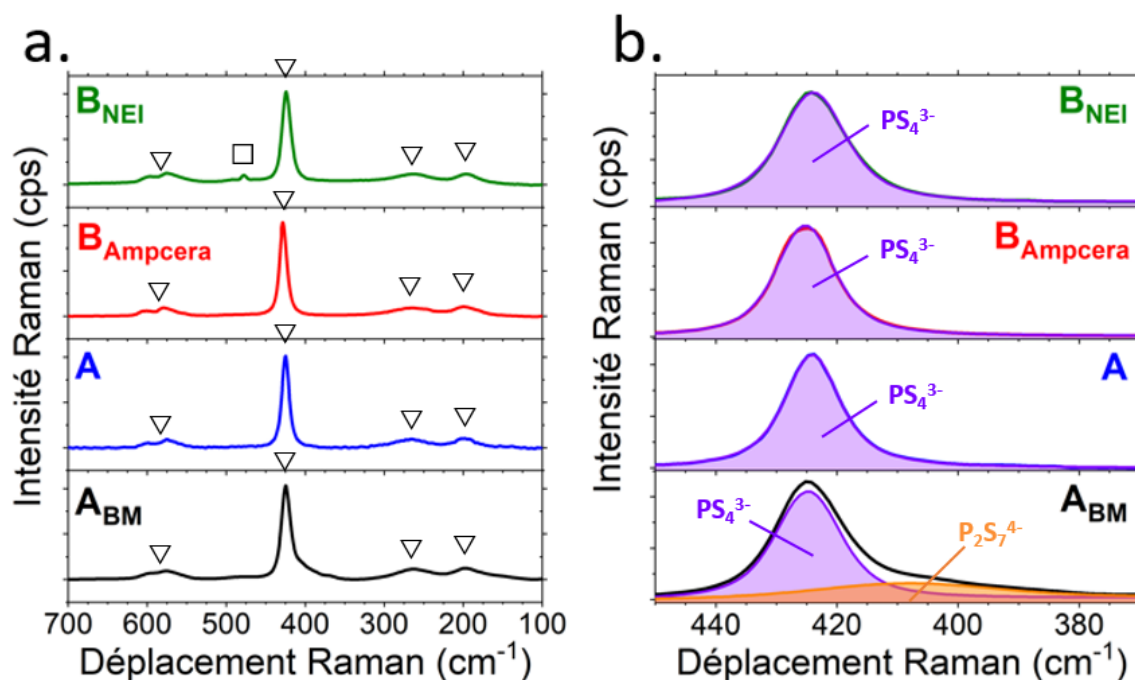 a.
b.
B_NEI
B_Ampcera
A
A_BM
Intensité Raman (cps)
700 600 500 400 300 200 100
Déplacement Raman (cm⁻¹)
B_NEI
PS₄³⁻
B_Ampcera
PS₄³⁻
A
PS₄³⁻
A_BM
PS₄³⁻
P₂S₇⁴⁻
Intensité Raman (cps)
440 420 400 380
Déplacement Raman (cm⁻¹)